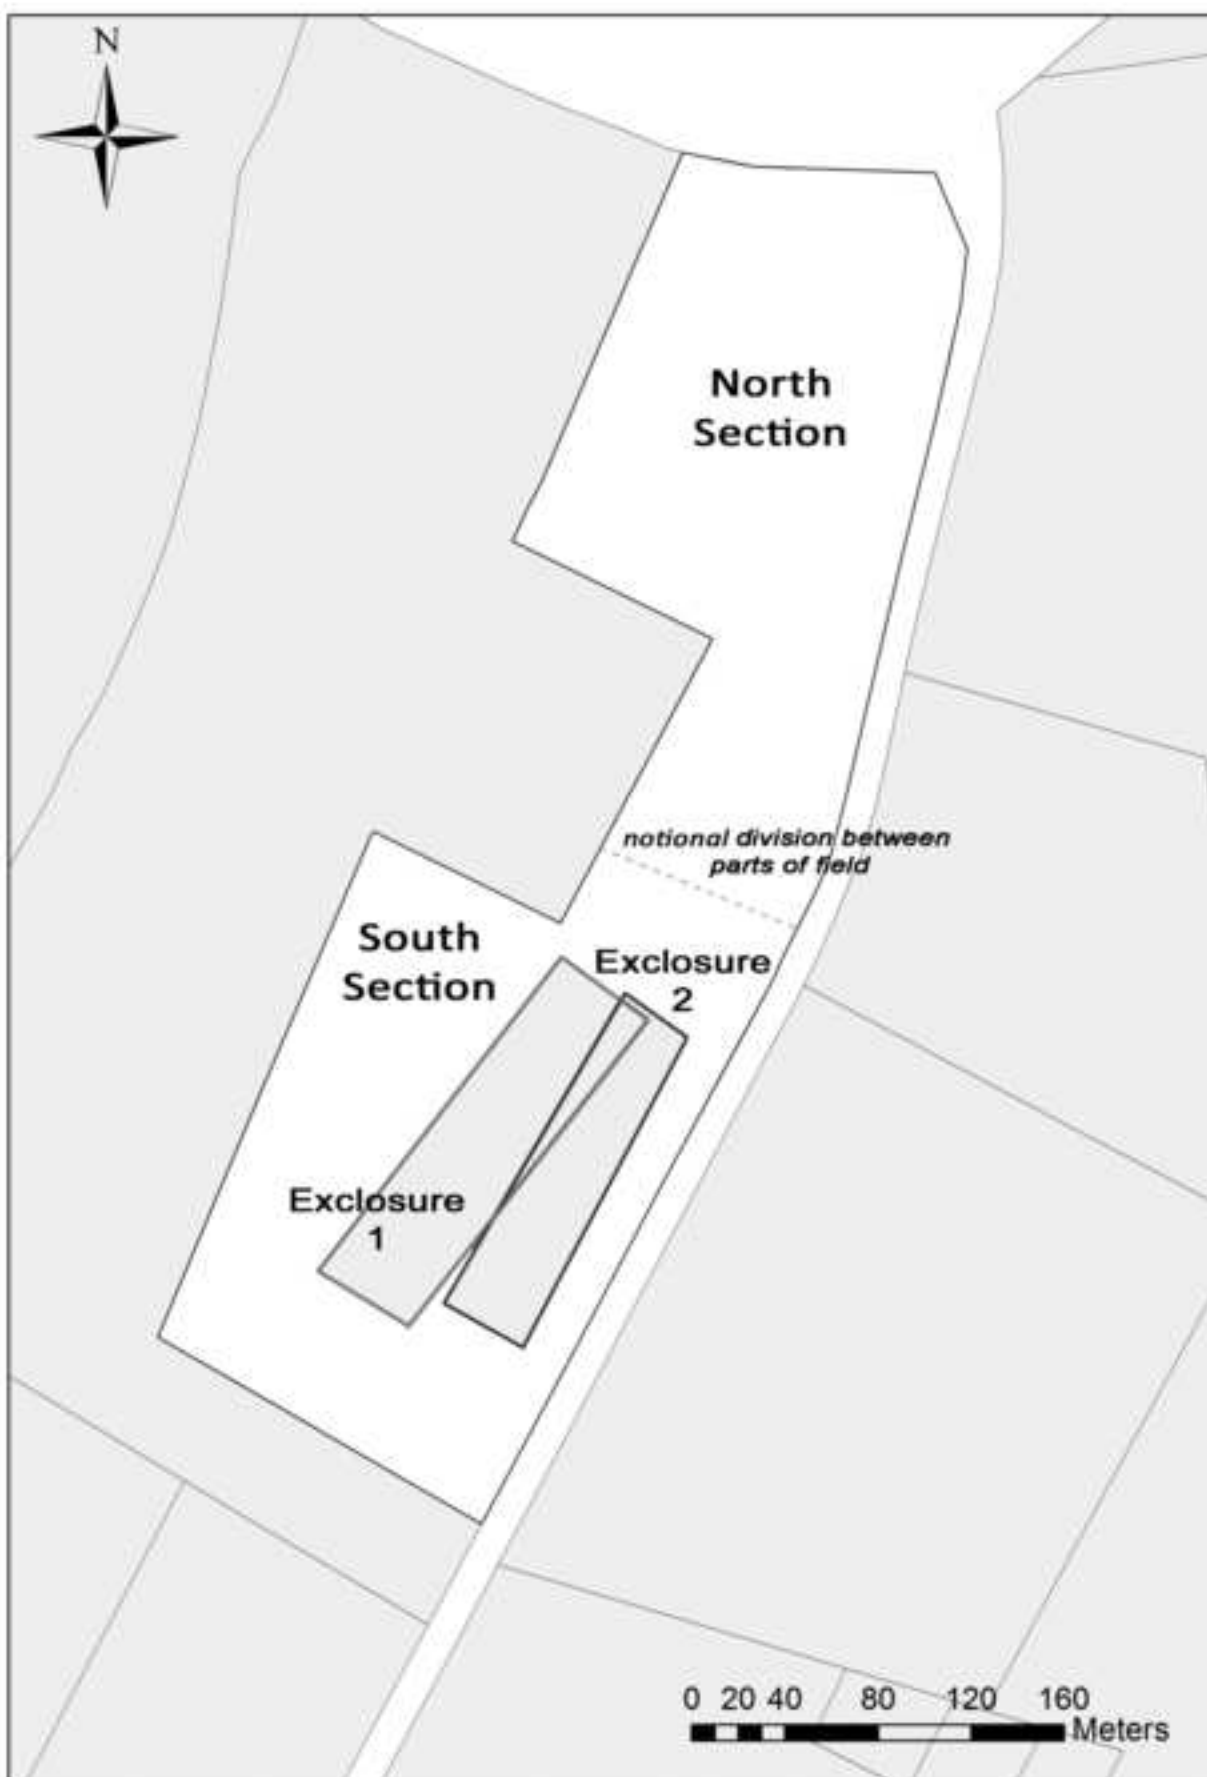 N
North
Section
notional division between
parts of field
South
Section
Exclosure
2
Exclosure
1
0 20 40 80 120 160
Meters